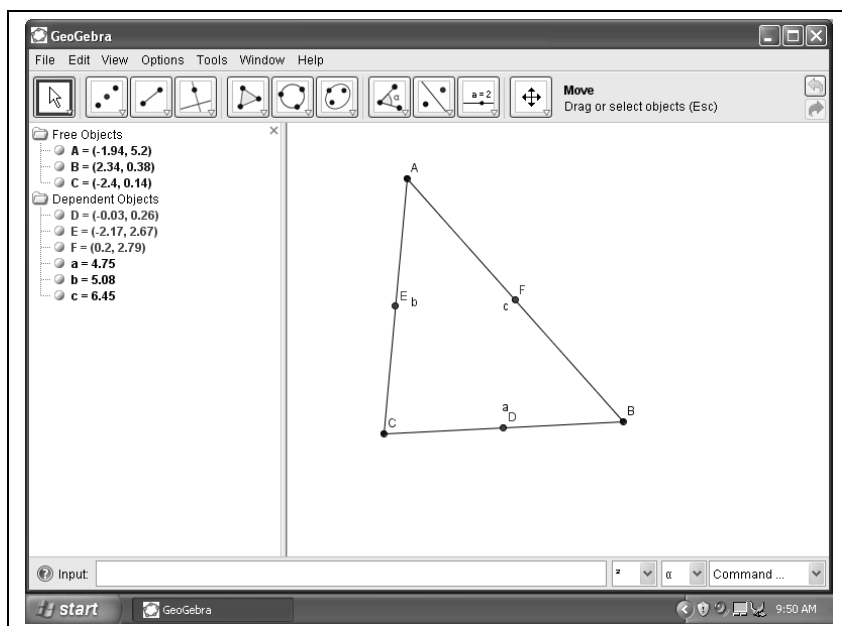 GeoGebra
File Edit View Options Tools Window Help
α
a = 2
Move
Drag or select objects (Esc)
Free Objects
A = (-1.94, 5.2)
B = (2.34, 0.38)
C = (-2.4, 0.14)
Dependent Objects
D = (-0.03, 0.26)
E = (-2.17, 2.67)
F = (0.2, 2.79)
a = 4.75
b = 5.08
c = 6.45
A
F
c
E b
a
D
B
C
Input:
² α Command ...
start GeoGebra 9:50 AM